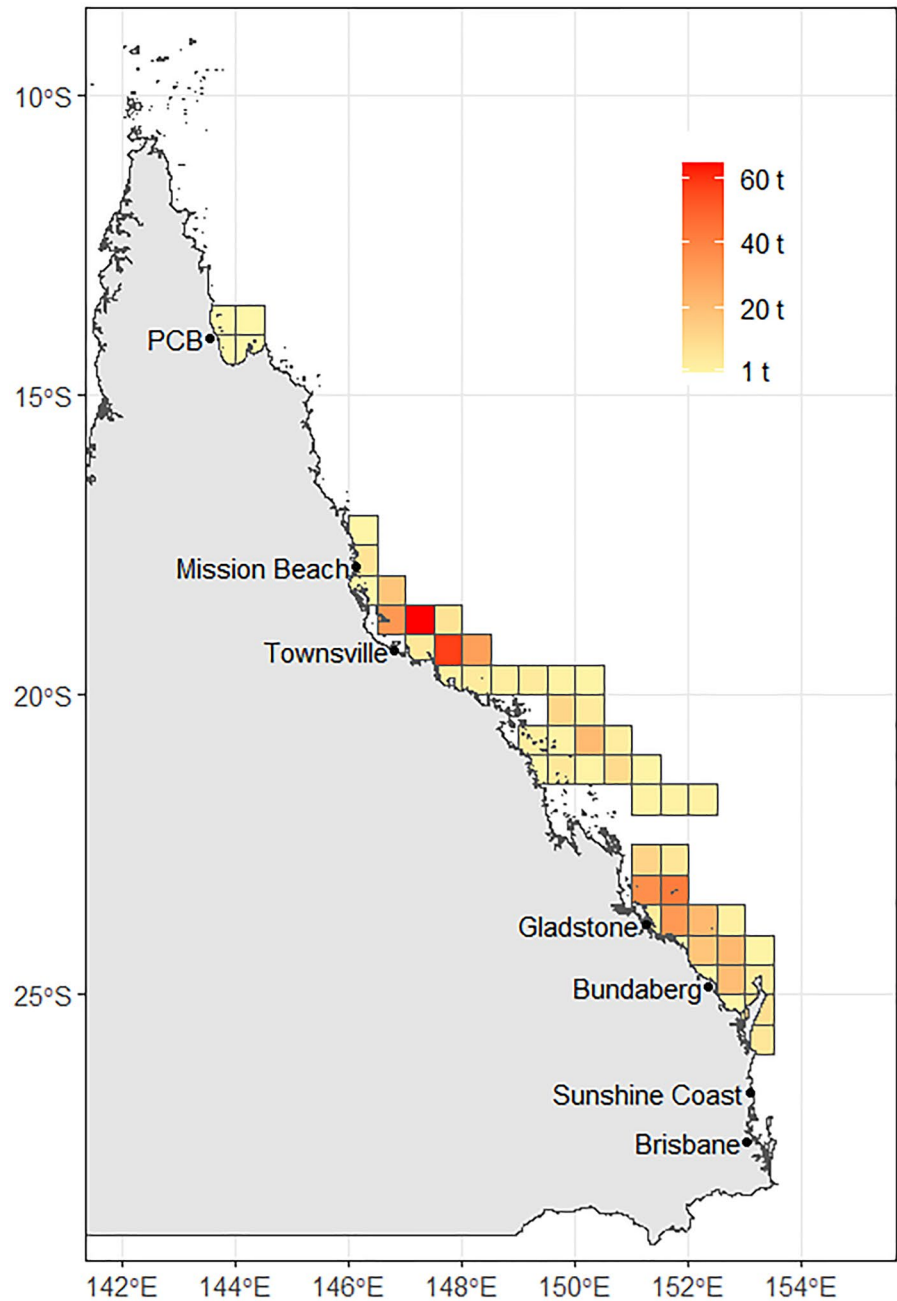 10°S
60 t
40 t
20 t
1 t
PCB
15°S
Mission Beach
Townsville
20°S
Gladstone
Bundaberg
25°S
Sunshine Coast
Brisbane
142°E 144°E 146°E 148°E 150°E 152°E 154°E